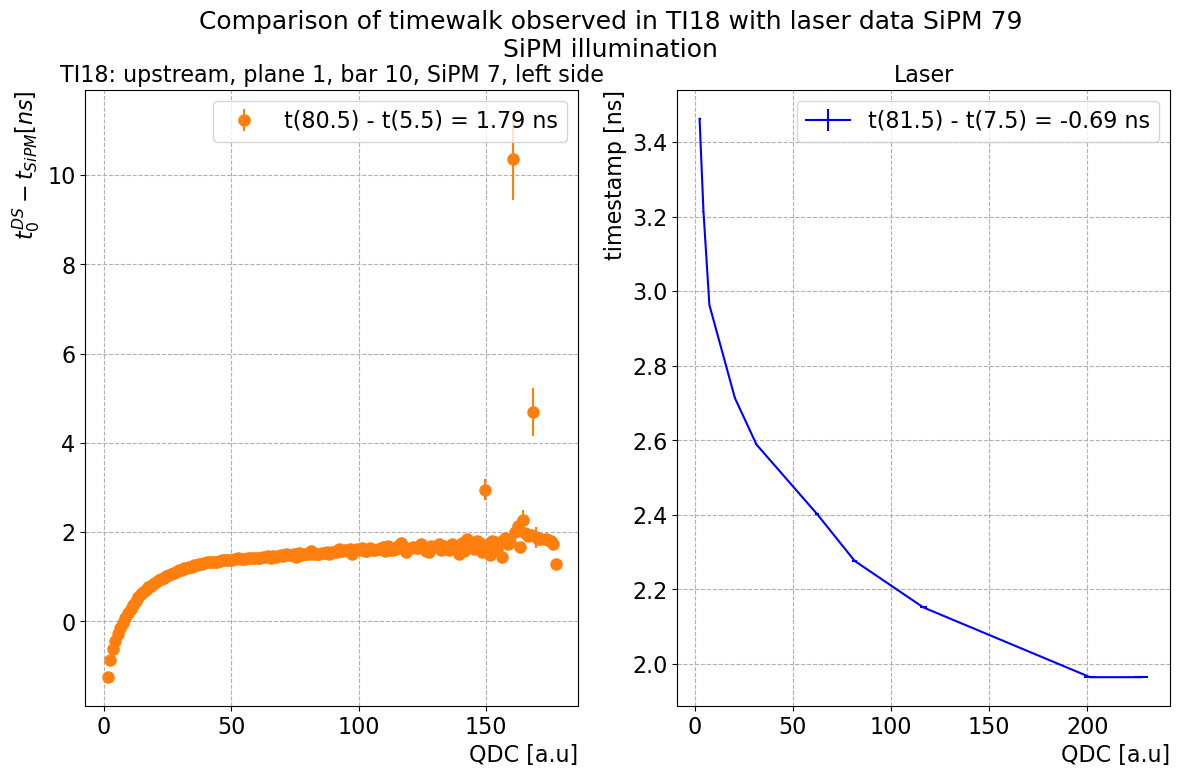 Comparison of timewalk observed in TI18 with laser data SiPM 79
SiPM illumination
TI18: upstream, plane 1, bar 10, SiPM 7, left side
t(80.5) - t(5.5) = 1.79 ns
t_0^{DS} − t_{SiPM}[ns]
10
8
6
4
2
0
0 50 100 150
QDC [a.u]
Laser
t(81.5) - t(7.5) = -0.69 ns
timestamp [ns]
3.4
3.2
3.0
2.8
2.6
2.4
2.2
2.0
0 50 100 150 200
QDC [a.u]